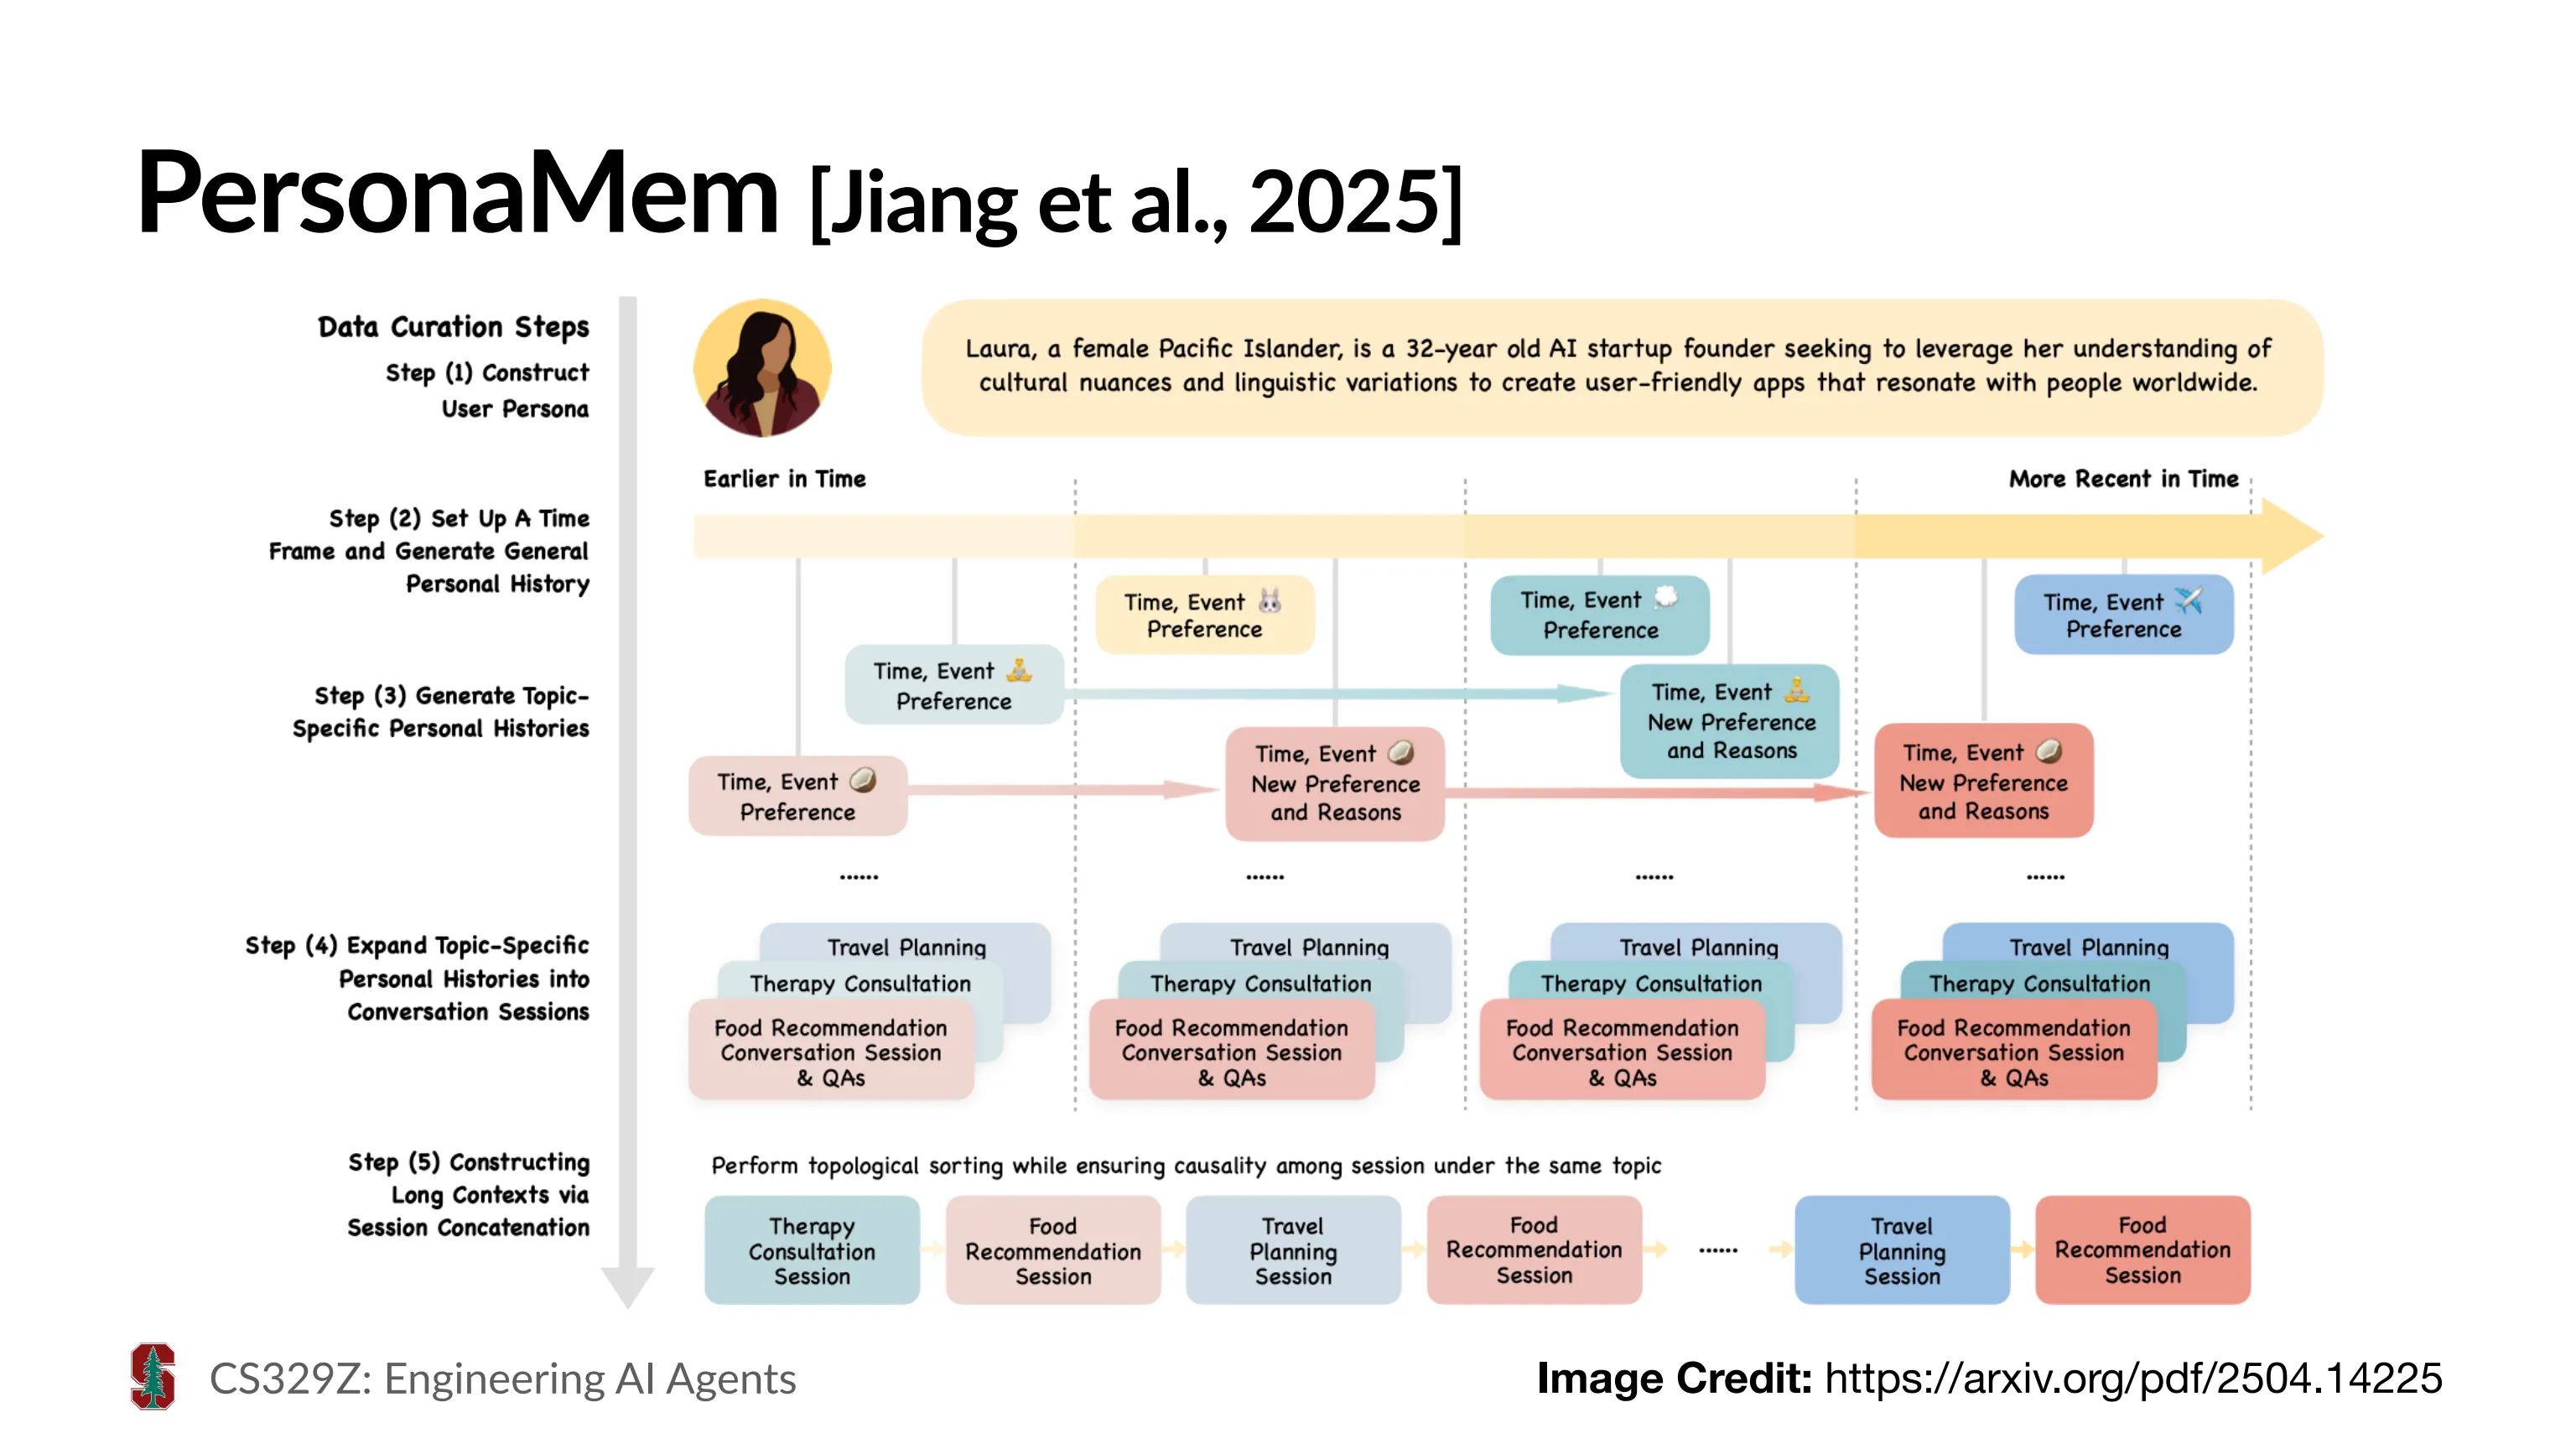 PersonaMem [Jiang et al., 2025]
Data Curation Steps
Step (1) Construct
User Persona
Laura, a female Pacific Islander, is a 32-year old AI startup founder seeking to leverage her understanding of
cultural nuances and linguistic variations to create user-friendly apps that resonate with people worldwide.
Earlier in Time
More Recent in Time
Step (2) Set Up A Time
Frame and Generate General
Personal History
Time, Event
Preference
Time, Event
Preference
Time, Event
Preference
Step (3) Generate Topic-
Specific Personal Histories
Time, Event
Preference
Time, Event
New Preference
and Reasons
Time, Event
Preference
Time, Event
New Preference
and Reasons
Time, Event
New Preference
and Reasons
......
......
......
......
Step (4) Expand Topic-Specific
Personal Histories into
Conversation Sessions
Travel Planning
Therapy Consultation
Food Recommendation
Conversation Session
& QAs
Travel Planning
Therapy Consultation
Food Recommendation
Conversation Session
& QAs
Travel Planning
Therapy Consultation
Food Recommendation
Conversation Session
& QAs
Travel Planning
Therapy Consultation
Food Recommendation
Conversation Session
& QAs
Step (5) Constructing
Long Contexts via
Session Concatenation
Perform topological sorting while ensuring causality among session under the same topic
Therapy
Consultation
Session
Food
Recommendation
Session
Travel
Planning
Session
Food
Recommendation
Session
......
Travel
Planning
Session
Food
Recommendation
Session
CS329Z: Engineering AI Agents
Image Credit: https://arxiv.org/pdf/2504.14225